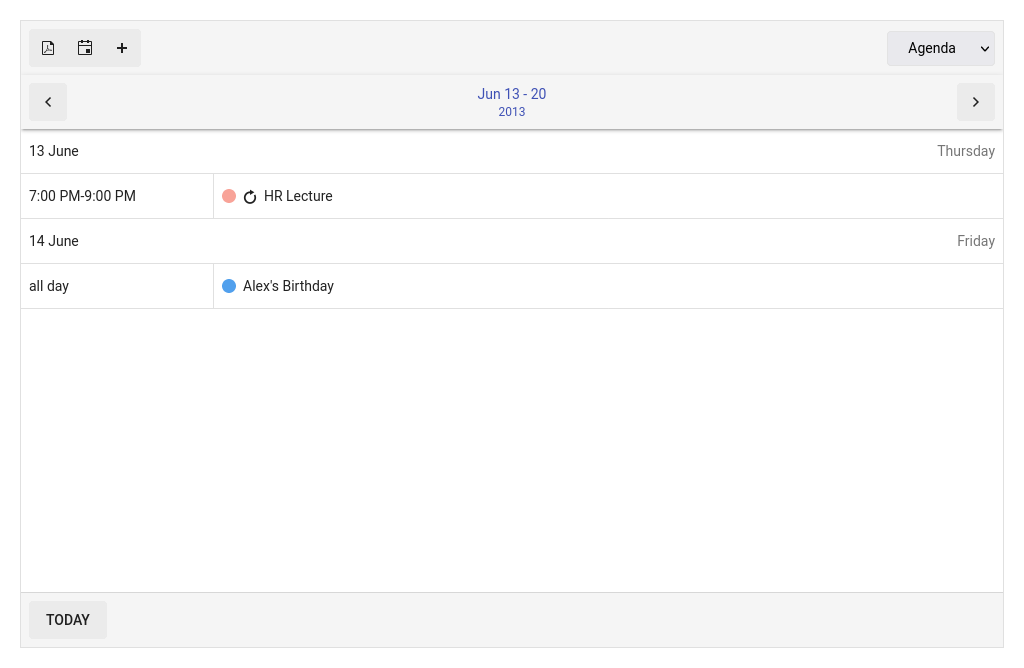 Agenda
Jun 13 - 20
2013
13 June Thursday
7:00 PM-9:00 PM HR Lecture
14 June Friday
all day Alex's Birthday
TODAY